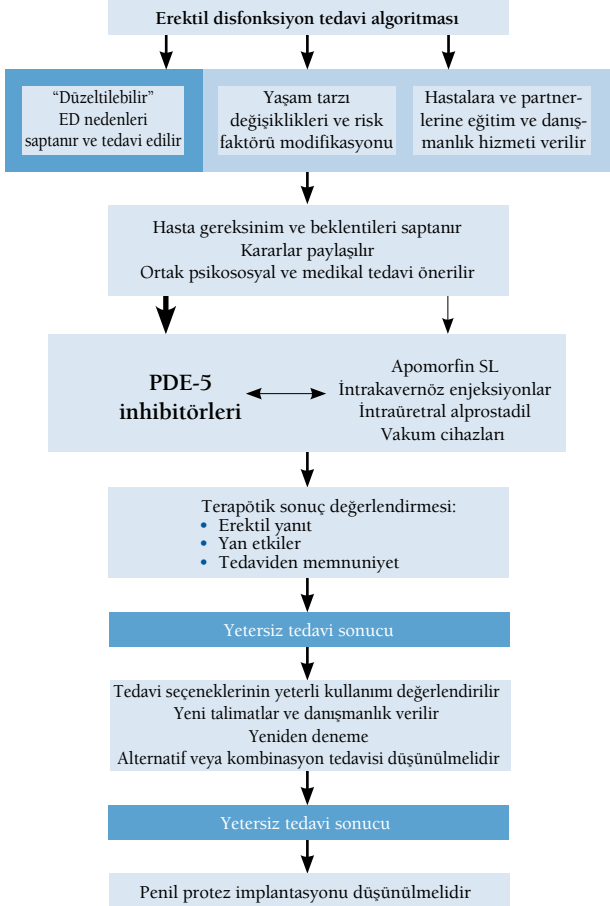 Erektil disfonksiyon tedavi algoritması
“Düzeltilebilir”
ED nedenleri
saptanır ve tedavi edilir
Yaşam tarzı
değişiklikleri ve risk
faktörü modifikasyonu
Hastalara ve partner-
lerine eğitim ve danış-
manlık hizmeti verilir
Hasta gereksinim ve beklentileri saptanır
Kararlar paylaşılır
Ortak psikososyal ve medikal tedavi önerilir
PDE-5
inhibitörleri
Apomorfin SL
İntrakavernöz enjeksiyonlar
İntraüretral alprostadil
Vakum cihazları
Terapötik sonuç değerlendirmesi:
• Erektil yanıt
• Yan etkiler
• Tedaviden memnuniyet
Yetersiz tedavi sonucu
Tedavi seçeneklerinin yeterli kullanımı değerlendirilir
Yeni talimatlar ve danışmanlık verilir
Yeniden deneme
Alternatif veya kombinasyon tedavisi düşünülmelidir
Yetersiz tedavi sonucu
Penil protez implantasyonu düşünülmelidir